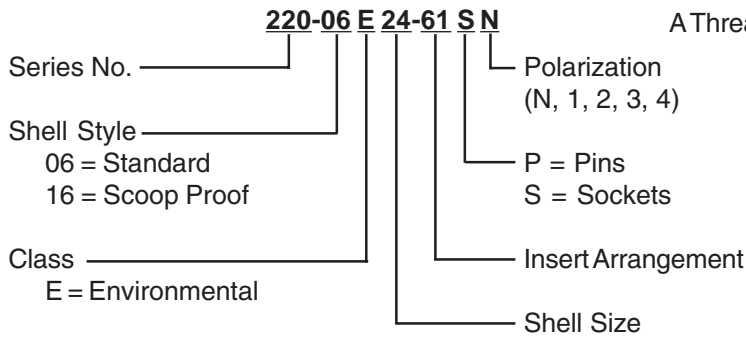 220-06 E 24-61 S N
A Threa
Series No.
Polarization
(N, 1, 2, 3, 4)
Shell Style
06 = Standard
16 = Scoop Proof
P = Pins
S = Sockets
Class
E = Environmental
Insert Arrangement
Shell Size